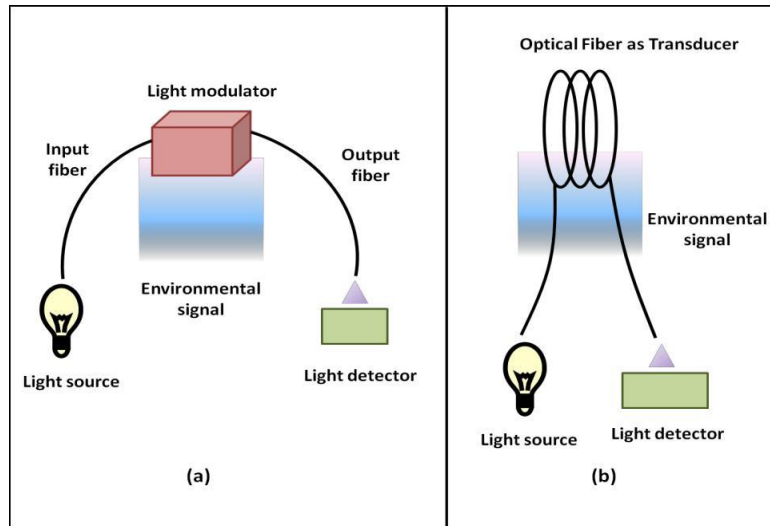 Light modulator
Input
fiber
Output
fiber
Environmental
signal
Light source
Light detector
(a)
Optical Fiber as Transducer
Environmental
signal
Light source
Light detector
(b)